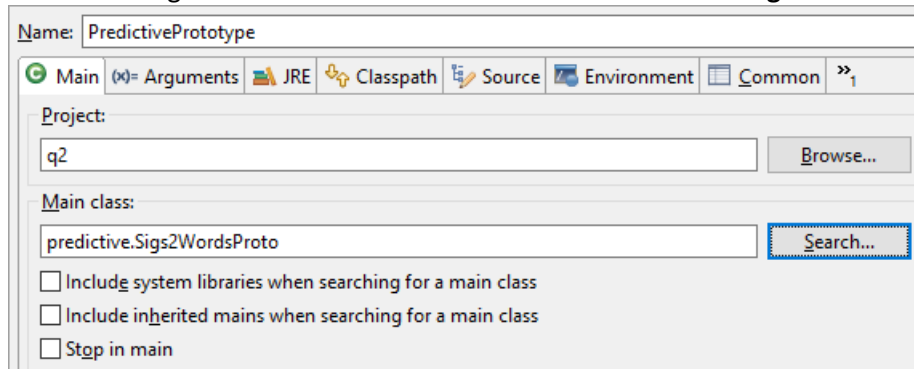 Name: PredictivePrototype
Main (x)= Arguments JRE Classpath Source Environment Common »1
Project:
q2 Browse...
Main class:
predictive.Sigs2WordsProto Search...
Include system libraries when searching for a main class
Include inherited mains when searching for a main class
Stop in main